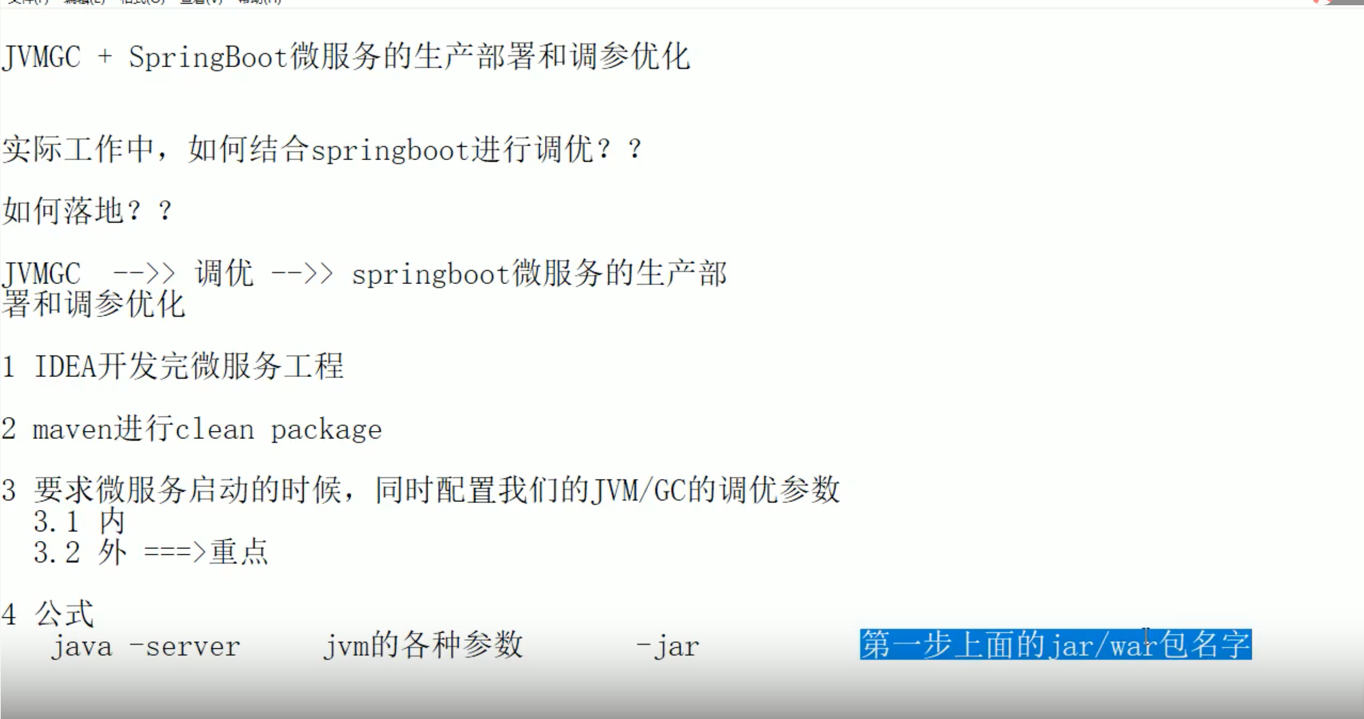 JVMGC + SpringBoot微服务的生产部署和调参优化
实际工作中，如何结合springboot进行调优？？
如何落地？？
JVMGC -->> 调优 -->> springboot微服务的生产部
署和调参优化
1 IDEA开发完微服务工程
2 maven进行clean package
3 要求微服务启动的时候，同时配置我们的JVM/GC的调优参数
3.1 内
3.2 外 ===>重点
4 公式
java -server jvm的各种参数 -jar 第一步上面的jar/war包名字